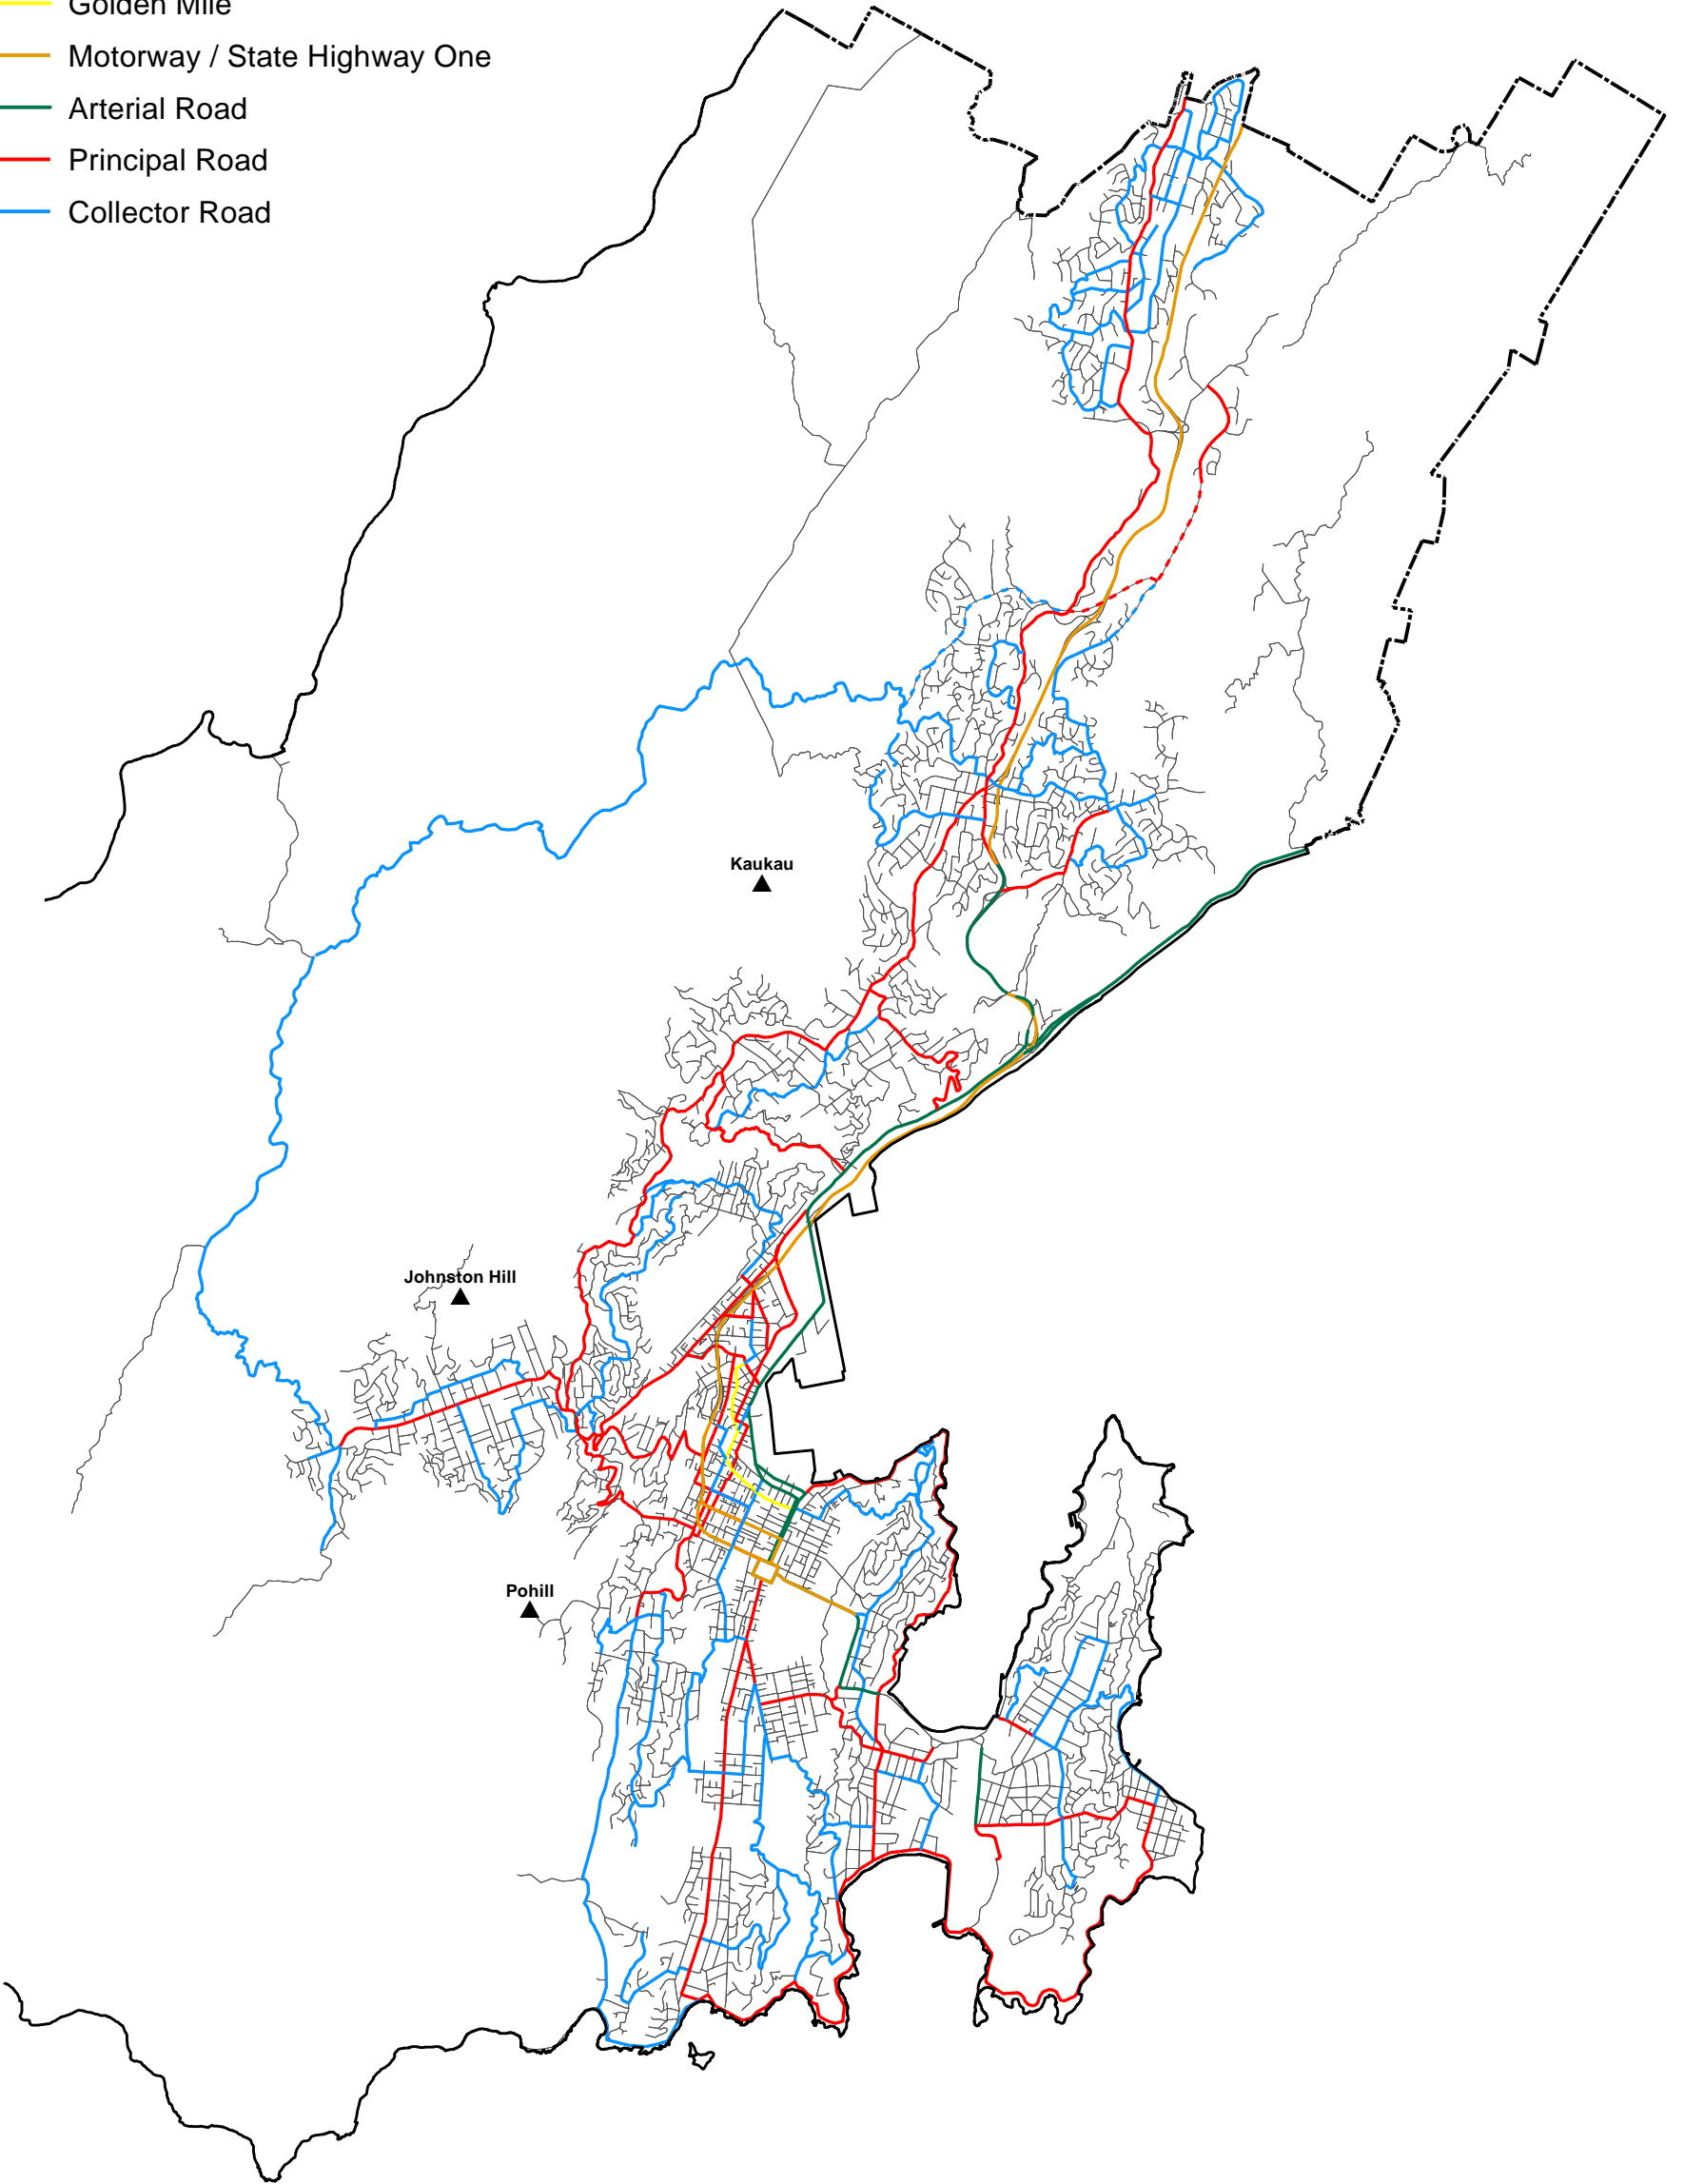 Golden Mile
Motorway / State Highway One
Arterial Road
Principal Road
Collector Road
Kaukau
Johnston Hill
Pohill